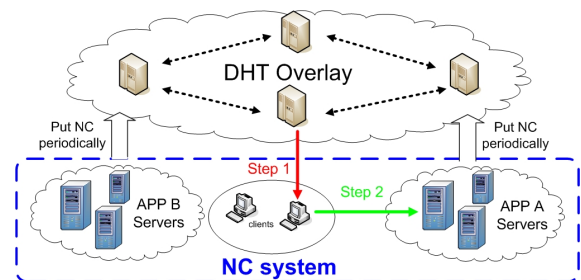 DHT Overlay
Put NC
periodically
Put NC
periodically
Step 1
Step 2
APP B
Servers
clients
APP A
Servers
NC system